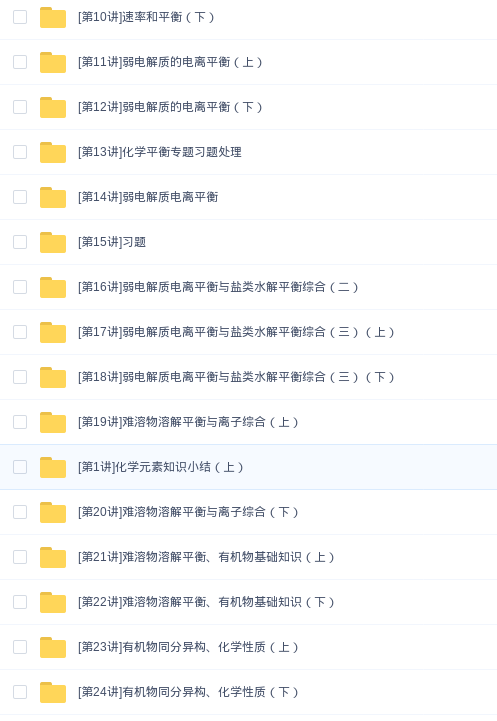 [第10讲]速率和平衡（下）
[第11讲]弱电解质的电离平衡（上）
[第12讲]弱电解质的电离平衡（下）
[第13讲]化学平衡专题习题处理
[第14讲]弱电解质电离平衡
[第15讲]习题
[第16讲]弱电解质电离平衡与盐类水解平衡综合（二）
[第17讲]弱电解质电离平衡与盐类水解平衡综合（三）（上）
[第18讲]弱电解质电离平衡与盐类水解平衡综合（三）（下）
[第19讲]难溶物溶解平衡与离子综合（上）
[第1讲]化学元素知识小结（上）
[第20讲]难溶物溶解平衡与离子综合（下）
[第21讲]难溶物溶解平衡、有机物基础知识（上）
[第22讲]难溶物溶解平衡、有机物基础知识（下）
[第23讲]有机物同分异构、化学性质（上）
[第24讲]有机物同分异构、化学性质（下）